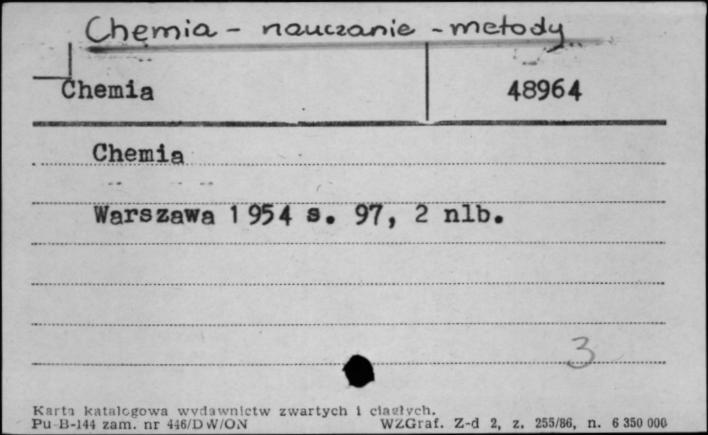 Chemia - nauczanie - metody
Chemia 48964
Chemia
Warszawa 1954 s. 97, 2 nlb.
3
Karta katalogowa wydawnictw zwartych i ciągłych.
Pu-B-144 zam. nr 446/DW/ON WZGraf. Z-d 2, z. 255/86, n. 6 350 000